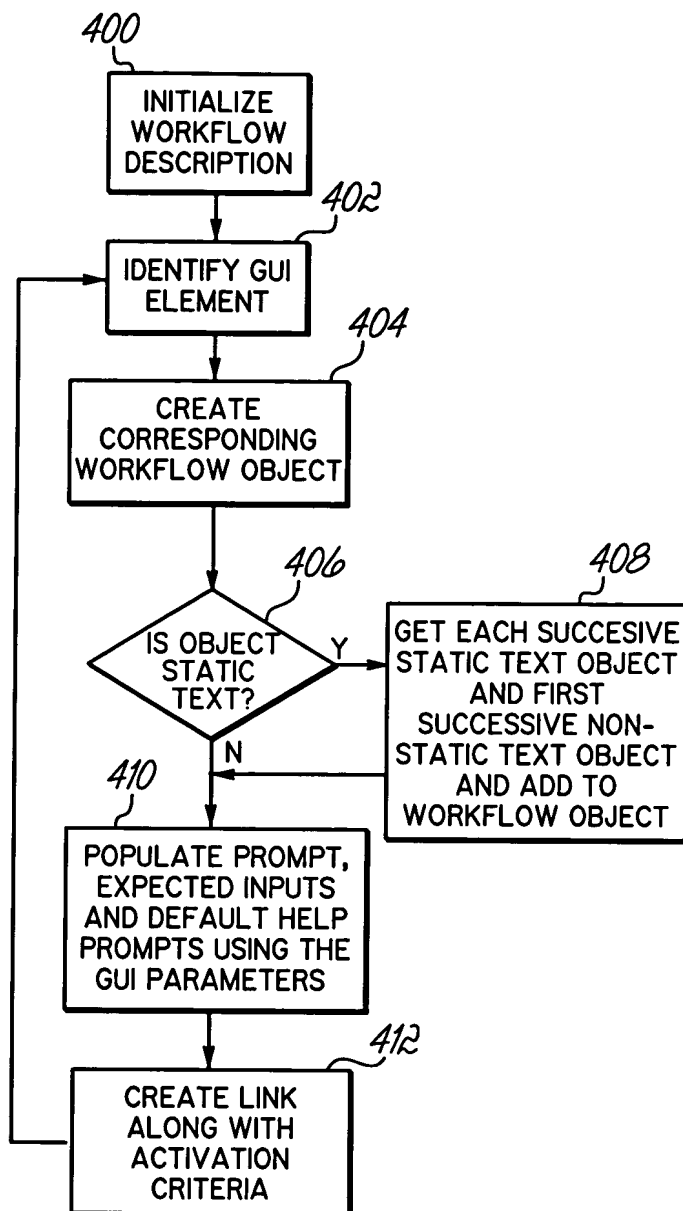 400
INITIALIZE
WORKFLOW
DESCRIPTION
402
IDENTIFY GUI
ELEMENT
404
CREATE
CORRESPONDING
WORKFLOW OBJECT
406
IS OBJECT
STATIC
TEXT?
Y
N
408
GET EACH SUCCESIVE
STATIC TEXT OBJECT
AND FIRST
SUCCESSIVE NON-
STATIC TEXT OBJECT
AND ADD TO
WORKFLOW OBJECT
410
POPULATE PROMPT,
EXPECTED INPUTS
AND DEFAULT HELP
PROMPTS USING THE
GUI PARAMETERS
412
CREATE LINK
ALONG WITH
ACTIVATION
CRITERIA